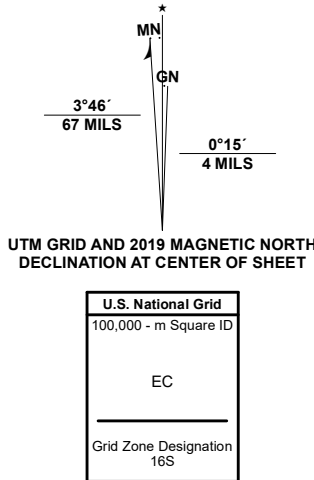 ★
MN
GN
3°46´
67 MILS
0°15´
4 MILS
UTM GRID AND 2019 MAGNETIC NORTH
DECLINATION AT CENTER OF SHEET
U.S. National Grid
100,000 - m Square ID
EC
Grid Zone Designation
16S